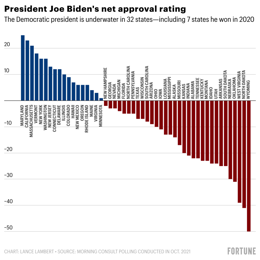 President Joe Biden's net approval rating
The Democratic president is underwater in 32 states—including 7 states he won in 2020
20
10
MARYLAND
CALIFORNIA
MASSACHUSETTS
VERMONT
NEW YORK
WASHINGTON
NEW JERSEY
CONNECTICUT
DELAWARE
ILLINOIS
COLORADO
HAWAII
NEW MEXICO
OREGON
RHODE ISLAND
MAINE
VIRGINIA
MINNESOTA
NEW HAMPSHIRE
GEORGIA
NEVADA
MICHIGAN
FLORIDA
NORTH CAROLINA
PENNSYLVANIA
TEXAS
WISCONSIN
SOUTH CAROLINA
ARIZONA
OHIO
IOWA
LOUISIANA
MISSISSIPPI
ALASKA
MISSOURI
KANSAS
INDIANA
ALABAMA
TENNESSEE
KENTUCKY
MONTANA
UTAH
IDAHO
ARKANSAS
SOUTH DAKOTA
NEBRASKA
OKLAHOMA
WEST VIRGINIA
WYOMING
−10
−20
−30
−40
−50
CHART: LANCE LAMBERT • SOURCE: MORNING CONSULT POLLING CONDUCTED IN OCT. 2021
FORTUNE